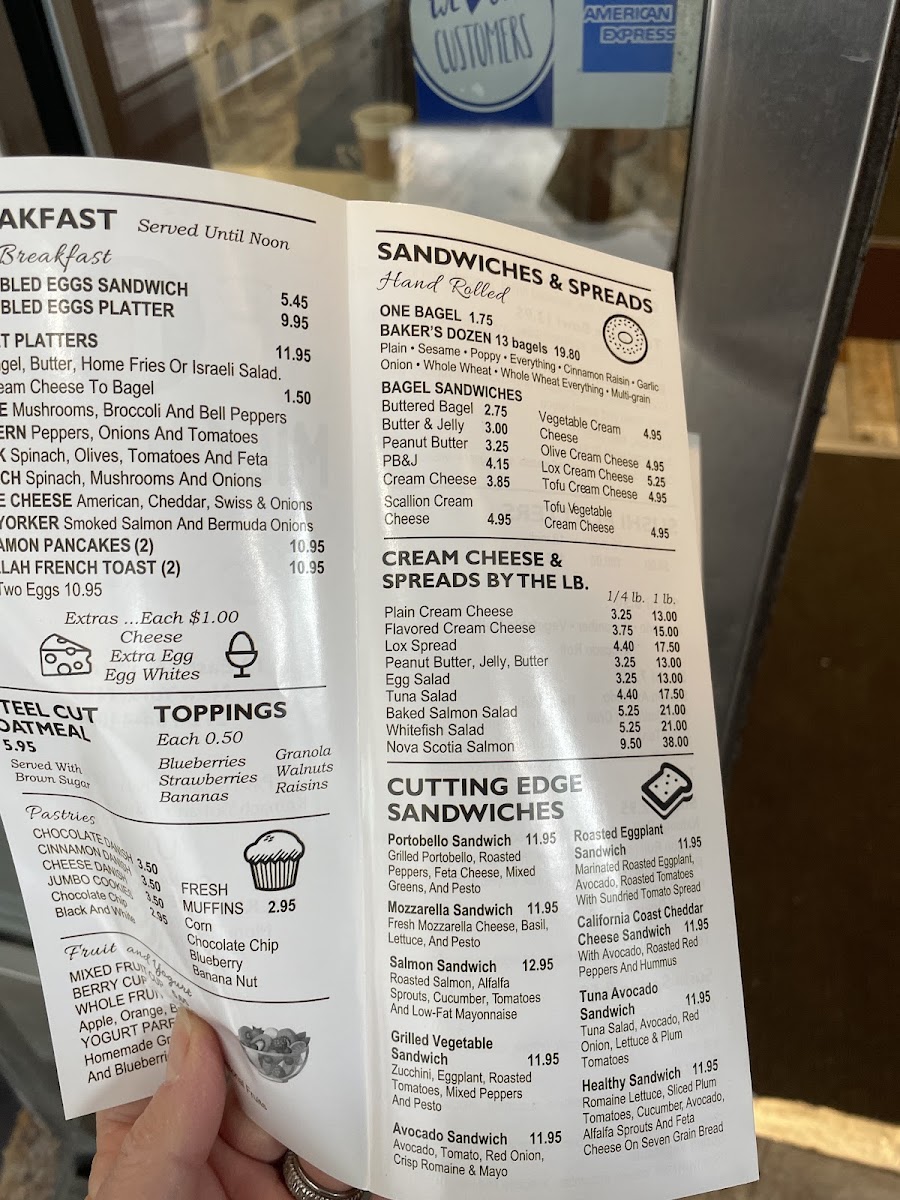 CUSTOMERS
AMERICAN
EXPRESS
AKFAST Served Until Noon
Breakfast
BLED EGGS SANDWICH 5.45
BLED EGGS PLATTER 9.95
T PLATTERS 11.95
gel, Butter, Home Fries Or Israeli Salad.
eam Cheese To Bagel 1.50
E Mushrooms, Broccoli And Bell Peppers
ERN Peppers, Onions And Tomatoes
K Spinach, Olives, Tomatoes And Feta
CH Spinach, Mushrooms And Onions
E CHEESE American, Cheddar, Swiss & Onions
YORKER Smoked Salmon And Bermuda Onions
AMON PANCAKES (2) 10.95
LAH FRENCH TOAST (2) 10.95
Two Eggs 10.95
Extras ...Each $1.00
Cheese
Extra Egg
Egg Whites
TEEL CUT
OATMEAL
5.95
Served With
Brown Sugar
TOPPINGS
Each 0.50
Blueberries Granola
Strawberries Walnuts
Bananas Raisins
Pastries
CHOCOLATE DANISH 3.50
CINNAMON DANISH 3.50
CHEESE DANISH 3.50
JUMBO COOKIES 2.95
Chocolate Chip
Black And White
FRESH
MUFFINS 2.95
Corn
Chocolate Chip
Blueberry
Banana Nut
Fruit and Yogurt
MIXED FRUIT
BERRY CUP
WHOLE FRUIT
Apple, Orange,
YOGURT PARF
Homemade Gr
And Blueberri
SANDWICHES & SPREADS
Hand Rolled
ONE BAGEL 1.75
BAKER'S DOZEN 13 bagels 19.80
Plain • Sesame • Poppy • Everything • Cinnamon Raisin • Garlic
Onion • Whole Wheat • Whole Wheat Everything • Multi-grain
BAGEL SANDWICHES
Buttered Bagel 2.75
Butter & Jelly 3.00
Peanut Butter 3.25
PB&J 4.15
Cream Cheese 3.85
Scallion Cream
Cheese 4.95
Vegetable Cream
Cheese 4.95
Olive Cream Cheese 4.95
Lox Cream Cheese 5.25
Tofu Cream Cheese 4.95
Tofu Vegetable
Cream Cheese 4.95
CREAM CHEESE &
SPREADS BY THE LB.
1/4 lb. 1 lb.
Plain Cream Cheese 3.25 13.00
Flavored Cream Cheese 3.75 15.00
Lox Spread 4.40 17.50
Peanut Butter, Jelly, Butter 3.25 13.00
Egg Salad 3.25 13.00
Tuna Salad 4.40 17.50
Baked Salmon Salad 5.25 21.00
Whitefish Salad 5.25 21.00
Nova Scotia Salmon 9.50 38.00
CUTTING EDGE
SANDWICHES
Portobello Sandwich 11.95
Grilled Portobello, Roasted
Peppers, Feta Cheese, Mixed
Greens, And Pesto
Mozzarella Sandwich 11.95
Fresh Mozzarella Cheese, Basil,
Lettuce, And Pesto
Salmon Sandwich 12.95
Roasted Salmon, Alfalfa
Sprouts, Cucumber, Tomatoes
And Low-Fat Mayonnaise
Grilled Vegetable
Sandwich 11.95
Zucchini, Eggplant, Roasted
Tomatoes, Mixed Peppers
And Pesto
Avocado Sandwich 11.95
Avocado, Tomato, Red Onion,
Crisp Romaine & Mayo
Roasted Eggplant
Sandwich 11.95
Marinated Roasted Eggplant,
Avocado, Roasted Tomatoes
With Sundried Tomato Spread
California Coast Cheddar
Cheese Sandwich 11.95
With Avocado, Roasted Red
Peppers And Hummus
Tuna Avocado
Sandwich 11.95
Tuna Salad, Avocado, Red
Onion, Lettuce & Plum
Tomatoes
Healthy Sandwich 11.95
Romaine Lettuce, Sliced Plum
Tomatoes, Cucumber, Avocado,
Alfalfa Sprouts And Feta
Cheese On Seven Grain Bread